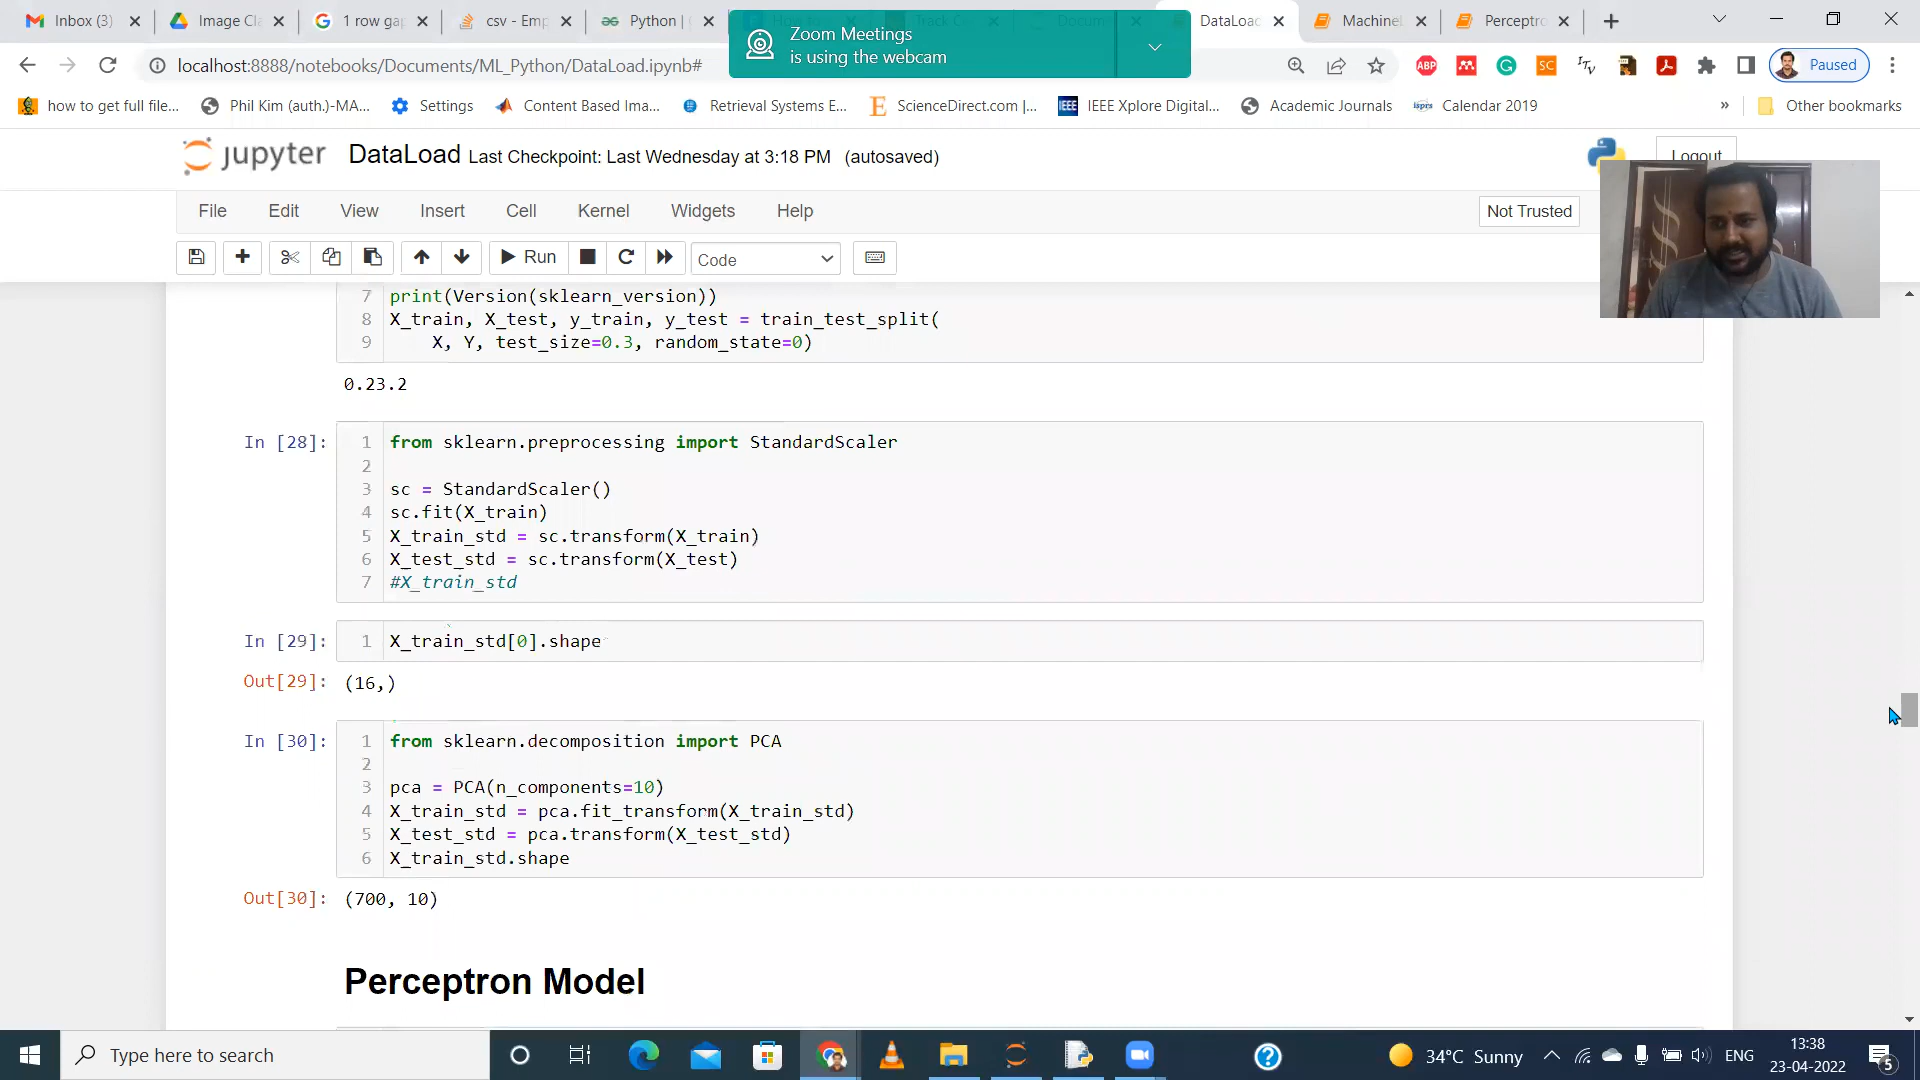 Inbox (3)
Image Cla
1 row gap
csv - Emp
Python |
DataLoad
MachineL
Perceptro
Zoom Meetings
is using the webcam
localhost:8888/notebooks/Documents/ML_Python/DataLoad.ipynb#
Paused
how to get full file...
Phil Kim (auth.)-MA...
Settings
Content Based Ima...
Retrieval Systems E...
ScienceDirect.com |...
IEEE Xplore Digital...
Academic Journals
Calendar 2019
»
Other bookmarks
jupyter DataLoad Last Checkpoint: Last Wednesday at 3:18 PM (autosaved)
Logout
File Edit View Insert Cell Kernel Widgets Help
Not Trusted
Run
Code
7 print(Version(sklearn_version))
8 X_train, X_test, y_train, y_test = train_test_split(
9 X, Y, test_size=0.3, random_state=0)
0.23.2
In [28]:
1 from sklearn.preprocessing import StandardScaler
2
3 sc = StandardScaler()
4 sc.fit(X_train)
5 X_train_std = sc.transform(X_train)
6 X_test_std = sc.transform(X_test)
7 #X_train_std
In [29]: 1 X_train_std[0].shape
Out[29]: (16,)
In [30]:
1 from sklearn.decomposition import PCA
2
3 pca = PCA(n_components=10)
4 X_train_std = pca.fit_transform(X_train_std)
5 X_test_std = pca.transform(X_test_std)
6 X_train_std.shape
Out[30]: (700, 10)
Perceptron Model
Type here to search
34°C Sunny
ENG
13:38
23-04-2022
5